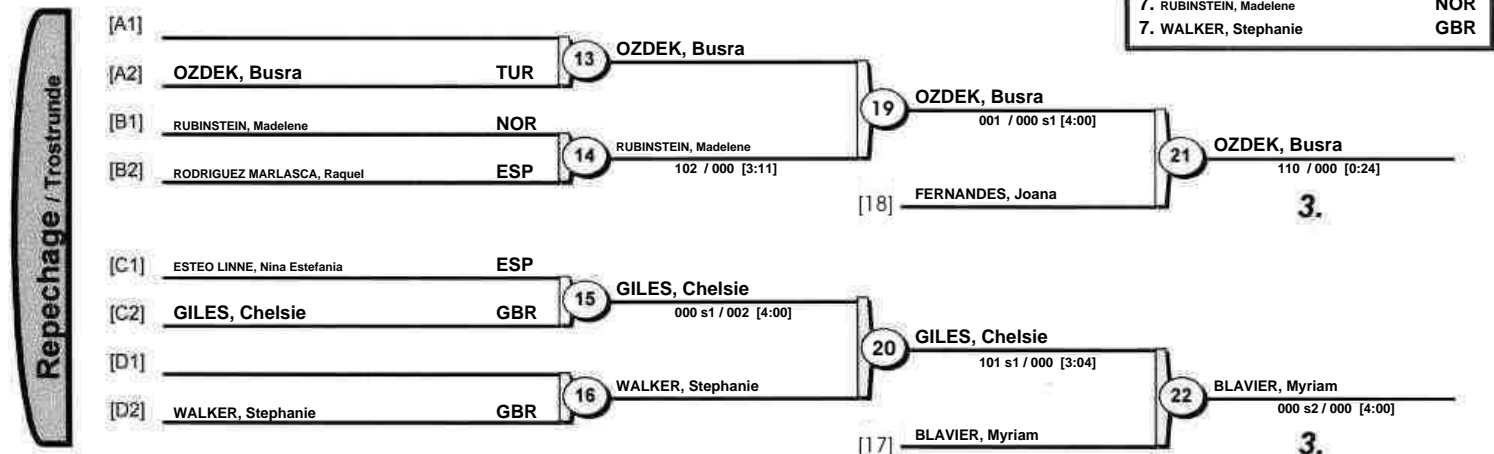 7. RUBINSTEIN, Madelene NOR
7. WALKER, Stephanie GBR
Repechage / Trostrunde
[A1]
[A2] OZDEK, Busra TUR
13 OZDEK, Busra
[B1] RUBINSTEIN, Madelene NOR
[B2] RODRIGUEZ MARLASCA, Raquel ESP
14 RUBINSTEIN, Madelene
102 / 000 [3:11]
19 OZDEK, Busra
001 / 000 s1 [4:00]
[18] FERNANDES, Joana
21 OZDEK, Busra
110 / 000 [0:24]
3.
[C1] ESTEO LINNE, Nina Estefania ESP
[C2] GILES, Chelsie GBR
15 GILES, Chelsie
000 s1 / 002 [4:00]
[D1]
[D2] WALKER, Stephanie GBR
16 WALKER, Stephanie
20 GILES, Chelsie
101 s1 / 000 [3:04]
[17] BLAVIER, Myriam
22 BLAVIER, Myriam
000 s2 / 000 [4:00]
3.